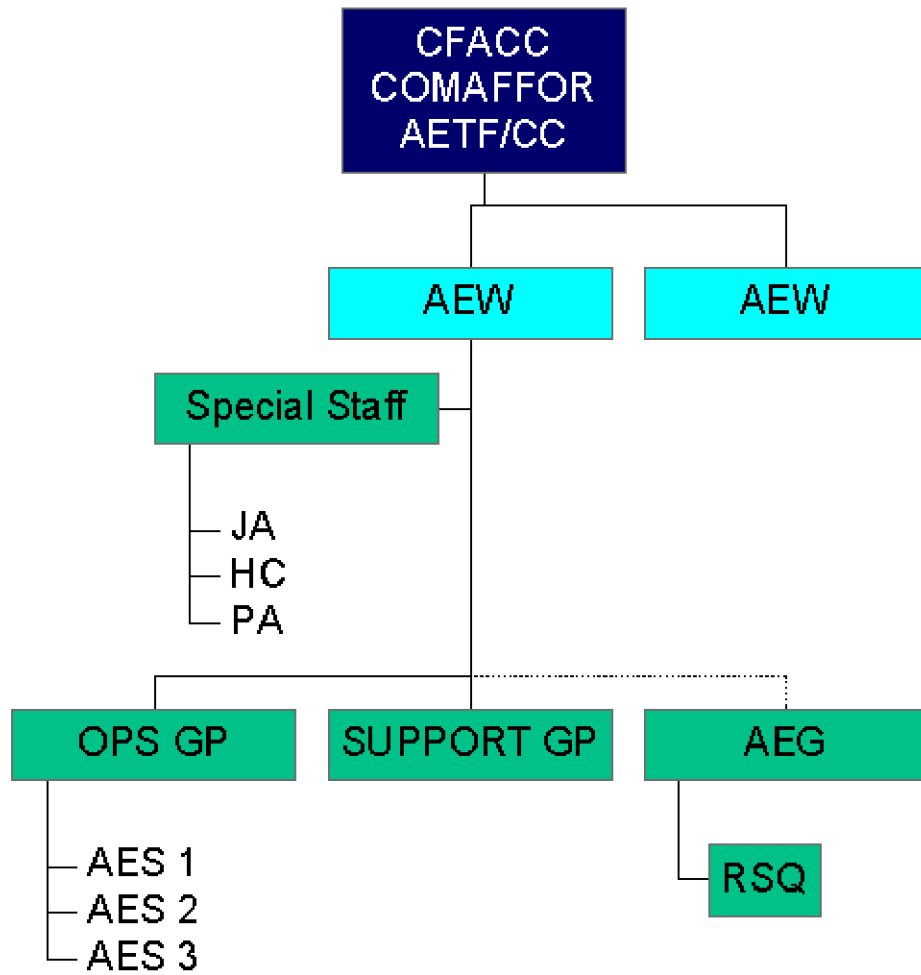 CFACC
COMAFFOR
AETF/CC
AEW
AEW
Special Staff
JA
HC
PA
OPS GP
SUPPORT GP
AEG
AES 1
AES 2
AES 3
RSQ